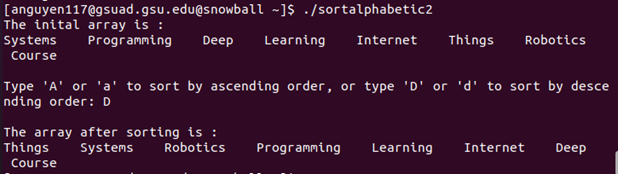 [anguyen117@gsuad.gsu.edu@snowball ~]$ ./sortalphabetic2
The inital array is :
Systems    Programming    Deep    Learning    Internet    Things    Robotics
 Course

Type 'A' or 'a' to sort by ascending order, or type 'D' or 'd' to sort by desce
nding order: D

The array after sorting is :
Things    Systems    Robotics    Programming    Learning    Internet    Deep
 Course